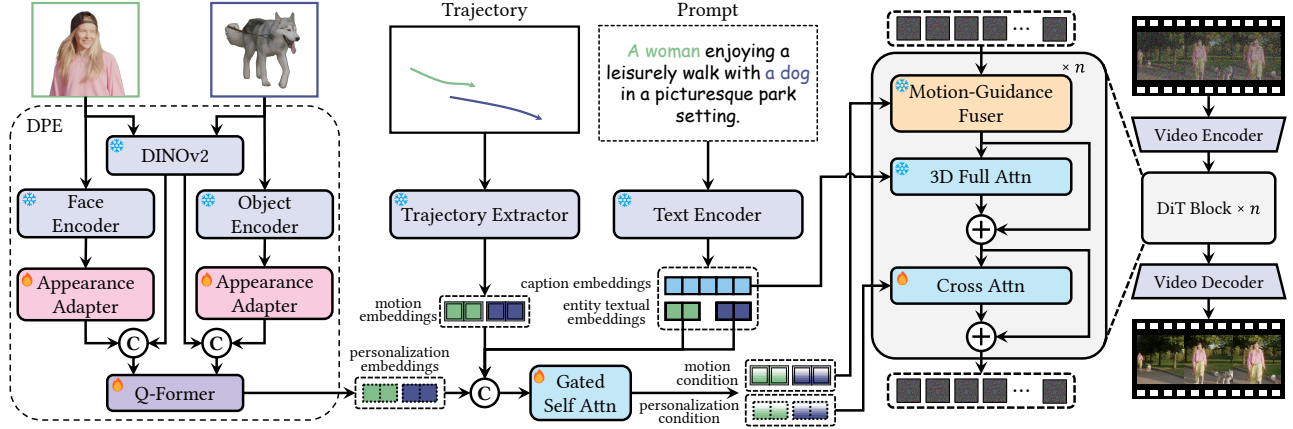 DPE
DINOv2
Face
Encoder
Object
Encoder
Appearance
Adapter
Appearance
Adapter
C
C
Q-Former
Trajectory
Trajectory Extractor
motion
embeddings
personalization
embeddings
C
Prompt
A woman enjoying a
leisurely walk with a dog
in a picturesque park
setting.
Text Encoder
caption embeddings
entity textual
embeddings
Gated
Self Attn
motion
condition
personalization
condition
...
× n
Motion-Guidance
Fuser
3D Full Attn
+
Cross Attn
+
...
Video Encoder
DiT Block × n
Video Decoder